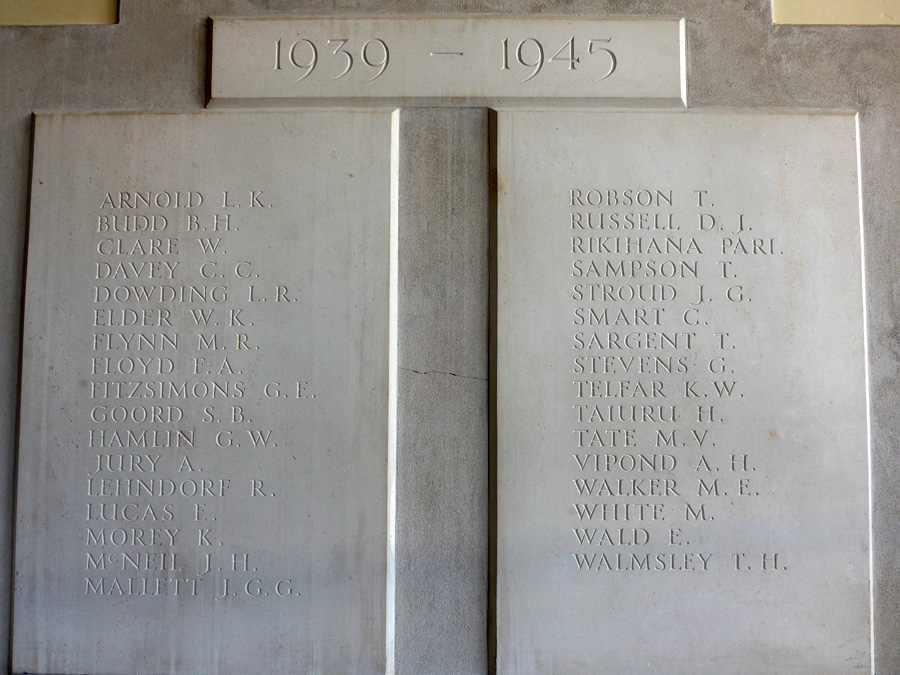 1939 – 1945
ARNOLD L. K.
BUDD B. H.
CLARE W.
DAVEY C. C.
DOWDING L. R.
ELDER W. K.
FLYNN M. R.
FLOYD F. A.
FITZSIMONS G. E.
GOORD S. B.
HAMLIN G. W.
JURY A.
LEHNDORF R.
LUCAS E.
MOREY K.
McNEIL J. H.
MALLETT J. G. G.
ROBSON T.
RUSSELL D. J.
RIKIHANA PARI.
SAMPSON T.
STROUD J. G.
SMART C.
SARGENT T.
STEVENS G.
TELFAR K. W.
TAIURU H.
TATE M. V.
VIPOND A. H.
WALKER M. E.
WHITE M.
WALD E.
WALMSLEY T. H.